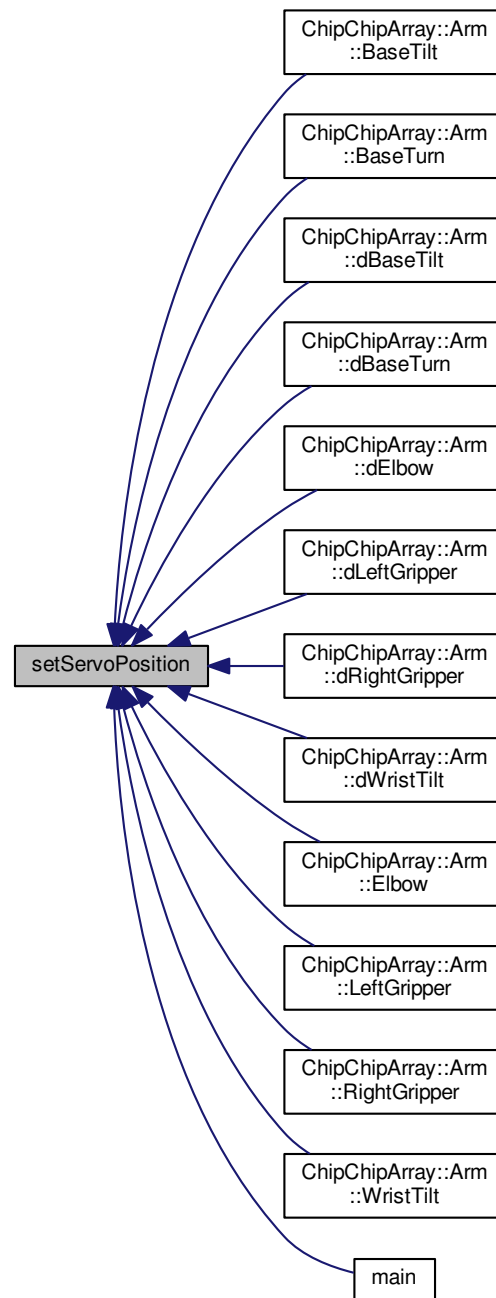 ChipChipArray::Arm
::BaseTilt
ChipChipArray::Arm
::BaseTurn
ChipChipArray::Arm
::dBaseTilt
ChipChipArray::Arm
::dBaseTurn
ChipChipArray::Arm
::dElbow
ChipChipArray::Arm
::dLeftGripper
setServoPosition
ChipChipArray::Arm
::dRightGripper
ChipChipArray::Arm
::dWristTilt
ChipChipArray::Arm
::Elbow
ChipChipArray::Arm
::LeftGripper
ChipChipArray::Arm
::RightGripper
ChipChipArray::Arm
::WristTilt
main